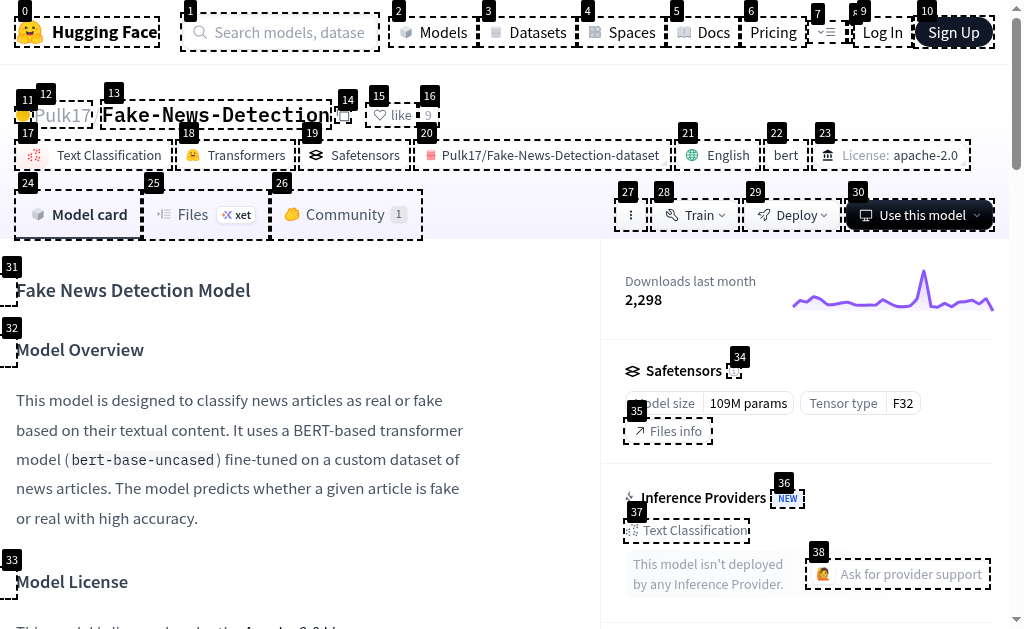 0
1
2
3
4
5
6
7
9
10
Hugging Face
Search models, datase
Models
Datasets
Spaces
Docs
Pricing
Log In
Sign Up
11
12
13
14
15
16
Pulk17/
Fake-News-Detection
like
9
17
18
19
20
21
22
23
Text Classification
Transformers
Safetensors
Pulk17/Fake-News-Detection-dataset
English
bert
License: apache-2.0
24
25
26
27
28
29
30
Model card
Files
xet
Community
1
Train
Deploy
Use this model
31
Fake News Detection Model
32
Model Overview
This model is designed to classify news articles as real or fake
based on their textual content. It uses a BERT-based transformer
model (bert-base-uncased) fine-tuned on a custom dataset of
news articles. The model predicts whether a given article is fake
or real with high accuracy.
33
Model License
Downloads last month
2,298
34
Safetensors
Model size
109M params
Tensor type
F32
35
Files info
36
Inference Providers
NEW
37
Text Classification
38
This model isn't deployed
by any Inference Provider.
Ask for provider support